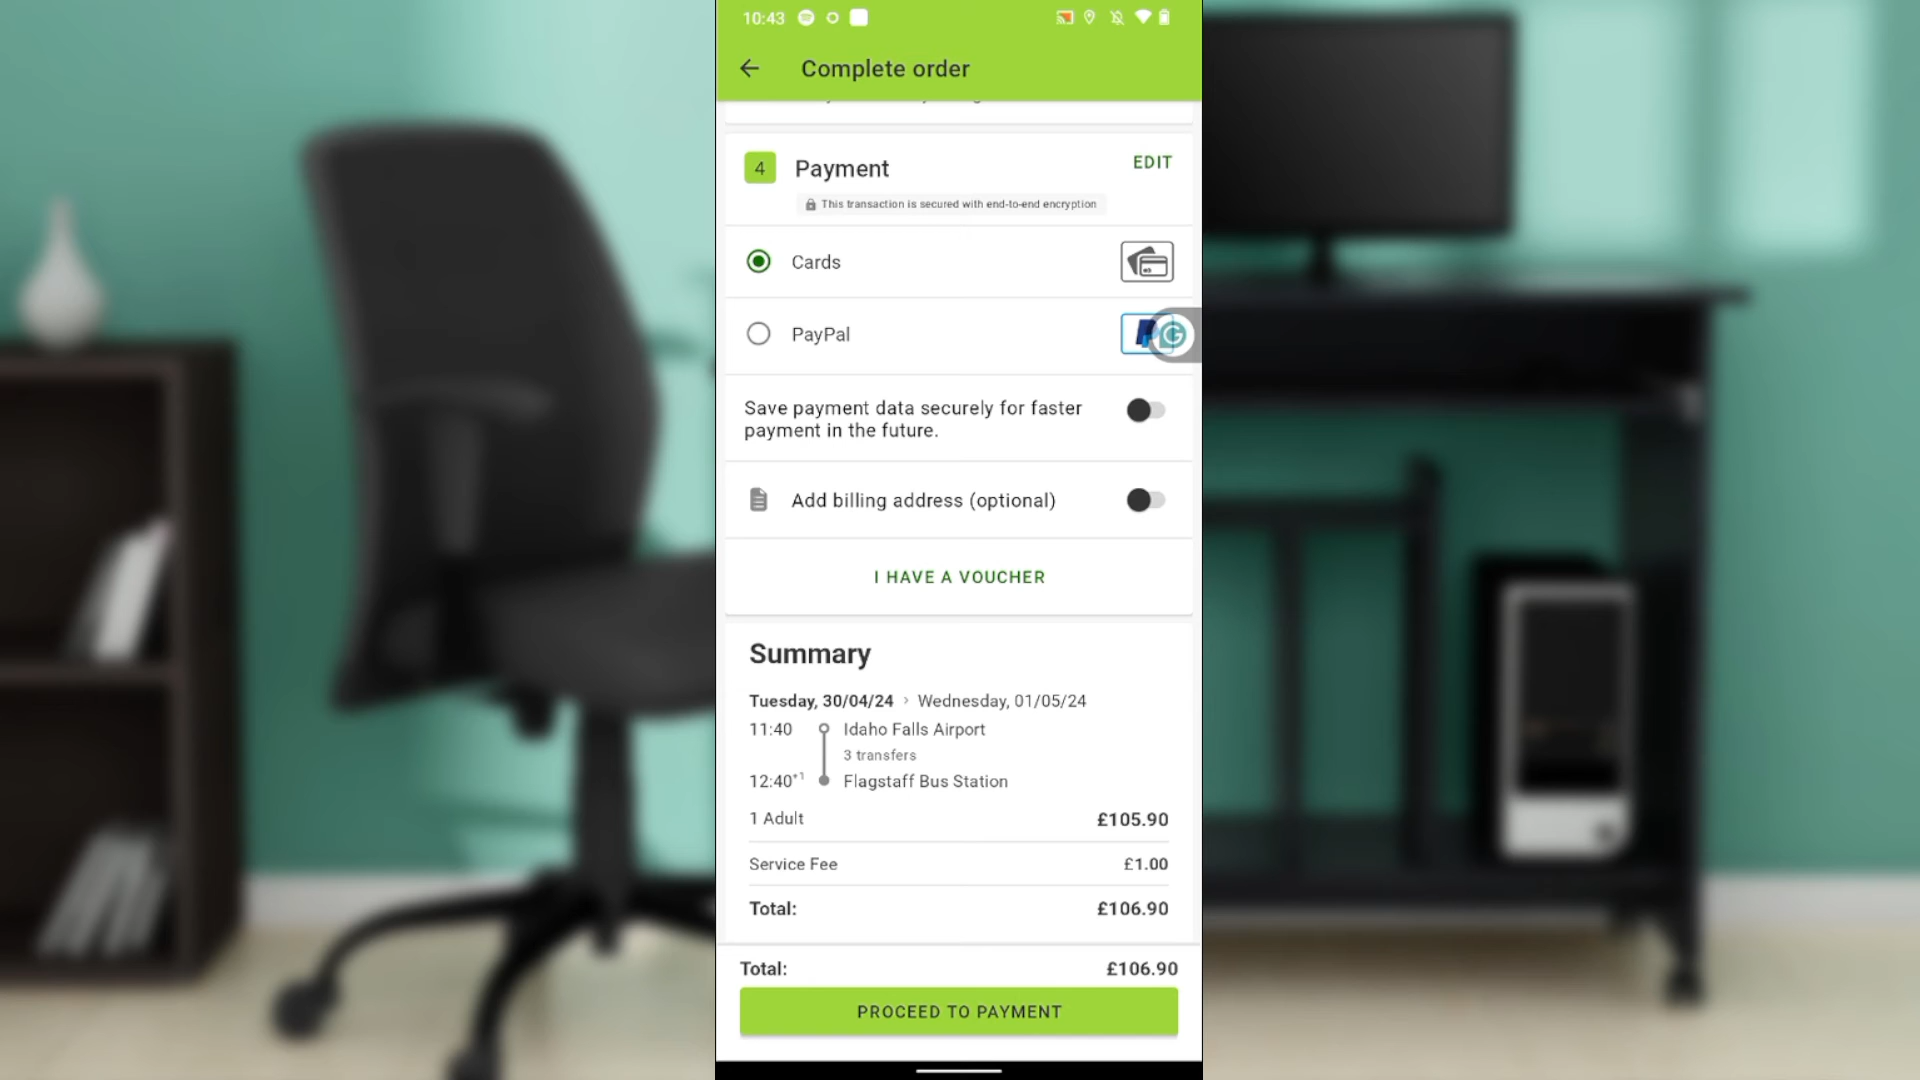 10:43
Complete order
4 Payment EDIT
This transaction is secured with end-to-end encryption
Cards
PayPal
Save payment data securely for faster
payment in the future.
Add billing address (optional)
I HAVE A VOUCHER
Summary
Tuesday, 30/04/24 > Wednesday, 01/05/24
11:40 Idaho Falls Airport
3 transfers
12:40+1 Flagstaff Bus Station
1 Adult £105.90
Service Fee £1.00
Total: £106.90
Total: £106.90
PROCEED TO PAYMENT